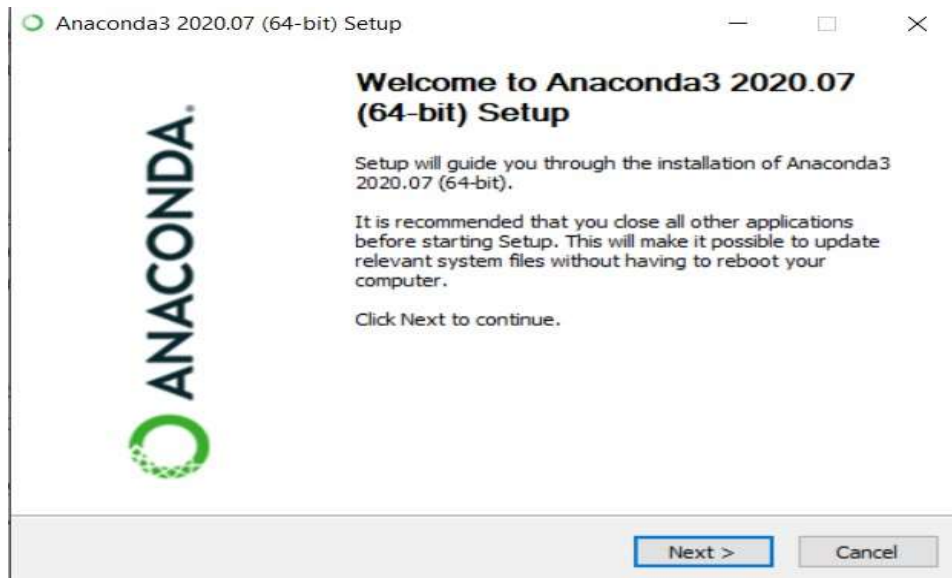 Anaconda3 2020.07 (64-bit) Setup
Welcome to Anaconda3 2020.07
(64-bit) Setup
Setup will guide you through the installation of Anaconda3
2020.07 (64-bit).
It is recommended that you close all other applications
before starting Setup. This will make it possible to update
relevant system files without having to reboot your
computer.
Click Next to continue.
ANACONDA.
Next >
Cancel